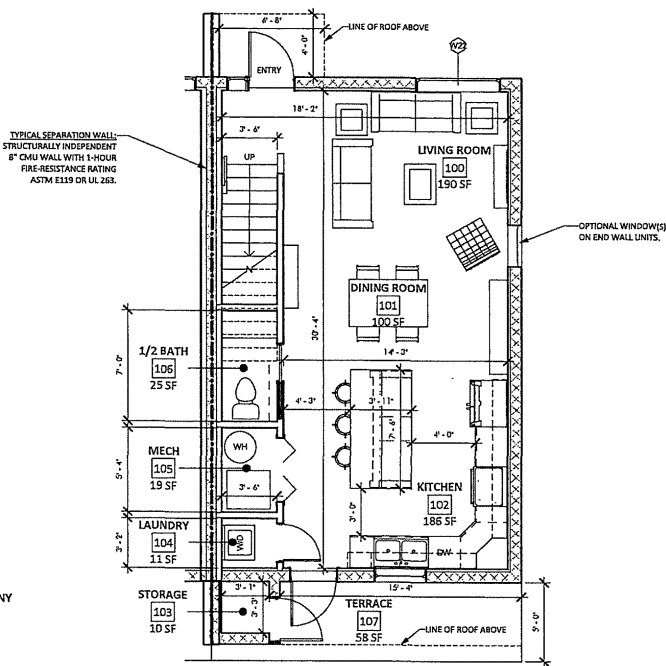 6' - 8"
4' - 0"
LINE OF ROOF ABOVE
ENTRY
W22
18' - 2"
TYPICAL SEPARATION WALL:
STRUCTURALLY INDEPENDENT
8" CMU WALL WITH 1-HOUR
FIRE-RESISTANCE RATING
ASTM E119 OR UL 263.
3' - 6"
UP
LIVING ROOM
100
190 SF
OPTIONAL WINDOW(S)
ON END WALL UNITS.
DINING ROOM
101
100 SF
30' - 4"
14' - 3"
1/2 BATH
106
25 SF
7' - 0"
4' - 3"
3' - 11"
7' - 6"
4' - 0"
MECH
105
19 SF
5' - 4"
WH
3' - 6"
KITCHEN
102
186 SF
3' - 0"
LAUNDRY
104
11 SF
3' - 2"
W/D
DW
NY
STORAGE
103
10 SF
3' - 1"
3' - 3"
TERRACE
107
58 SF
15' - 4"
5' - 0"
LINE OF ROOF ABOVE